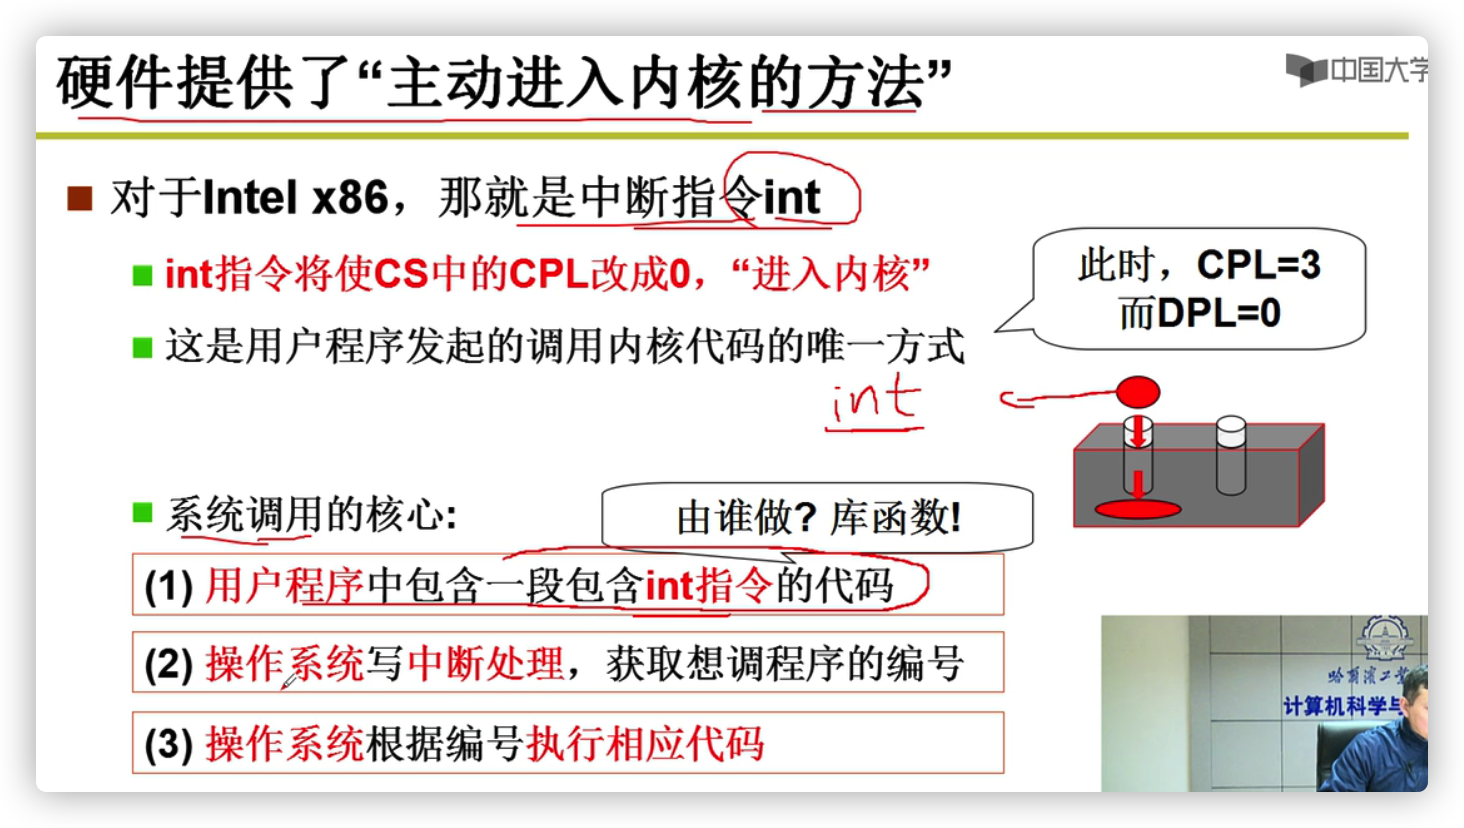 硬件提供了“主动进入内核的方法”
中国大学
对于Intel x86，那就是中断指令int
int指令将使CS中的CPL改成0，“进入内核”
这是用户程序发起的调用内核代码的唯一方式
此时，CPL=3
而DPL=0
int
系统调用的核心:
由谁做? 库函数!
(1) 用户程序中包含一段包含int指令的代码
(2) 操作系统写中断处理，获取想调程序的编号
(3) 操作系统根据编号执行相应代码
哈尔滨工
计算机科学与